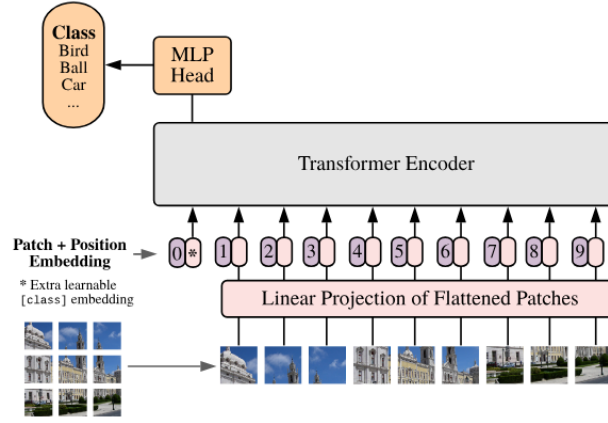 Class
Bird
Ball
Car
...
MLP
Head
Transformer Encoder
Patch + Position
Embedding
0 * 1 2 3 4 5 6 7 8 9
* Extra learnable
[class] embedding
Linear Projection of Flattened Patches